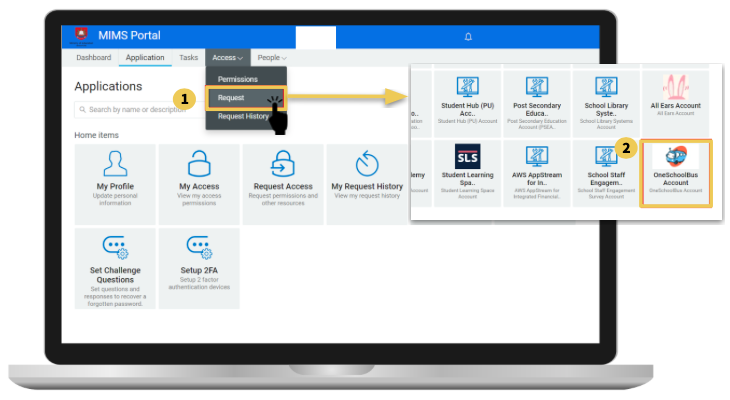 MIMS Portal
Dashboard Application Tasks Access People
Permissions
Request
Request History
Applications
1
Search by name or description
Home items
My Profile
Update personal
information
My Access
View my access
permissions
Request Access
Request permissions and
other resources
My Request History
View my request history
Set Challenge
Questions
Set questions and
responses to recover a
forgotten password.
Setup 2FA
Setup 2 factor
authentication devices
Student Hub (PU)
Acc..
Student Hub (PU) Account
Post Secondary
Educa..
Post Secondary Education
Account (PSEA..
School Library
Syste..
School Library Systems
Account
All Ears Account
All Ears Account
2
SLS
Student Learning
Spa..
Student Learning Space
Account
AWS AppStream
for In..
AWS AppStream for
Integrated Financial..
School Staff
Engagem..
School Staff Engagement
Survey Account
OneSchoolBus
Account
OneSchoolBus Account